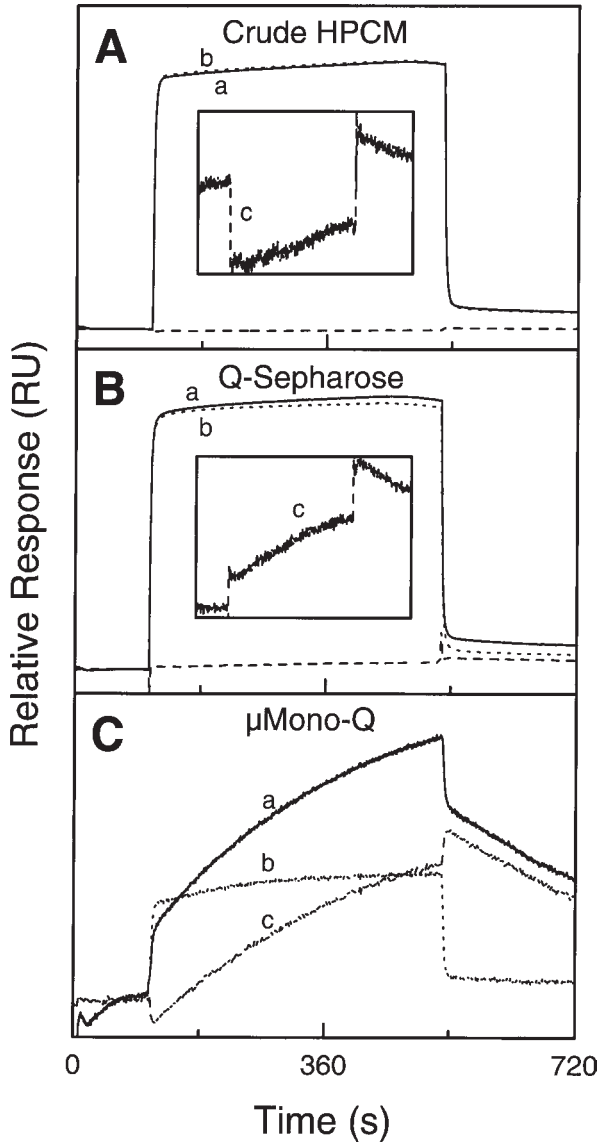 Relative Response (RU)
A
Crude HPCM
b
a
c
B
Q-Sepharose
a
b
c
C
µMono-Q
a
b
c
0 360 720
Time (s)